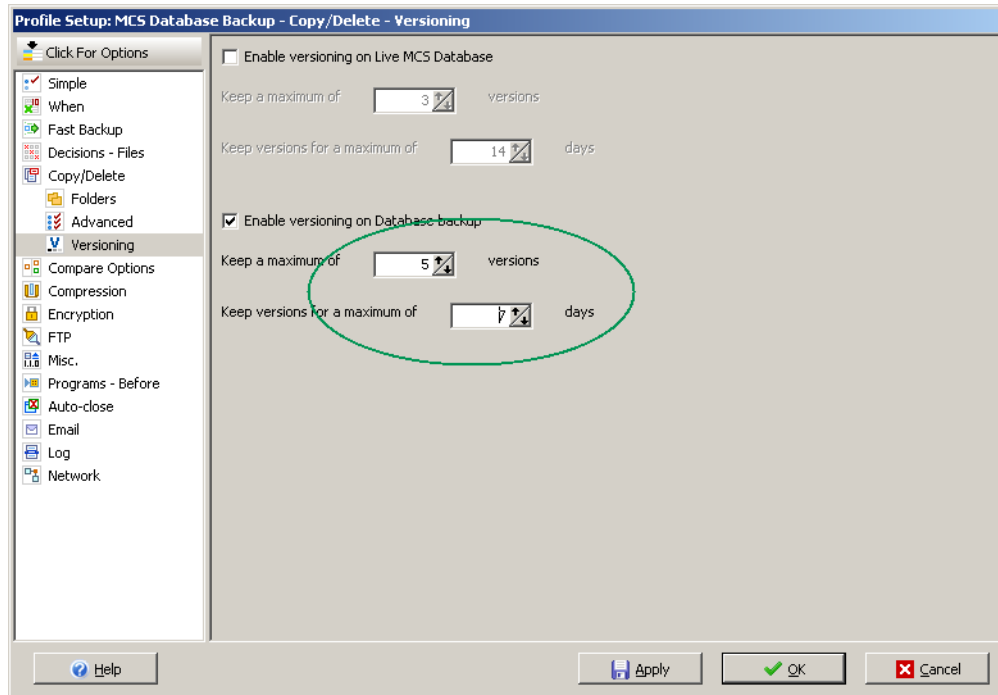 Profile Setup: MCS Database Backup - Copy/Delete - Versioning
Click For Options
Simple
When
Fast Backup
Decisions - Files
Copy/Delete
Folders
Advanced
Versioning
Compare Options
Compression
Encryption
FTP
Misc.
Programs - Before
Auto-close
Email
Log
Network
Enable versioning on Live MCS Database
Keep a maximum of 3 versions
Keep versions for a maximum of 14 days
Enable versioning on Database backup
Keep a maximum of 5 versions
Keep versions for a maximum of 7 days
Help
Apply
OK
Cancel